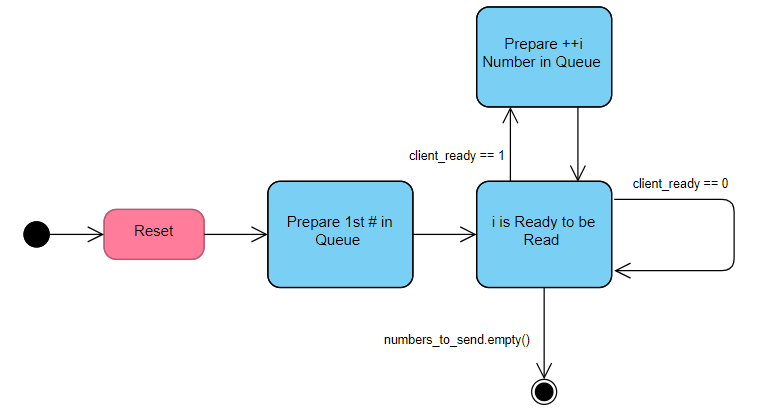 Prepare ++i
Number in Queue
client_ready == 1
client_ready == 0
Reset
Prepare 1st # in
Queue
i is Ready to be
Read
numbers_to_send.empty()